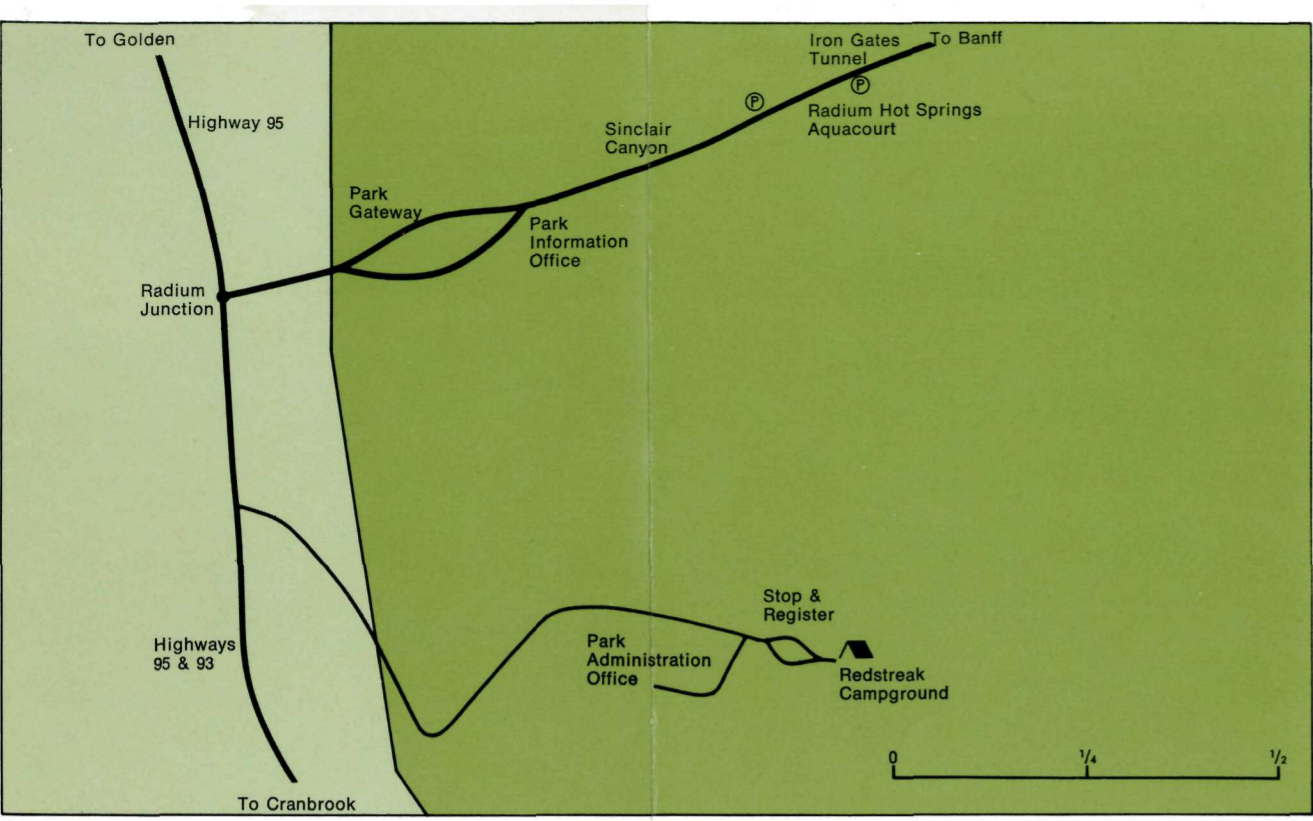 To Golden
Iron Gates
Tunnel
To Banff
Highway 95
P
P
Radium Hot Springs
Aquacourt
Sinclair
Canyon
Park
Gateway
Park
Information
Office
Radium
Junction
Stop &
Register
Highways
95 & 93
Park
Administration
Office
Redstreak
Campground
0
1/4
1/2
To Cranbrook